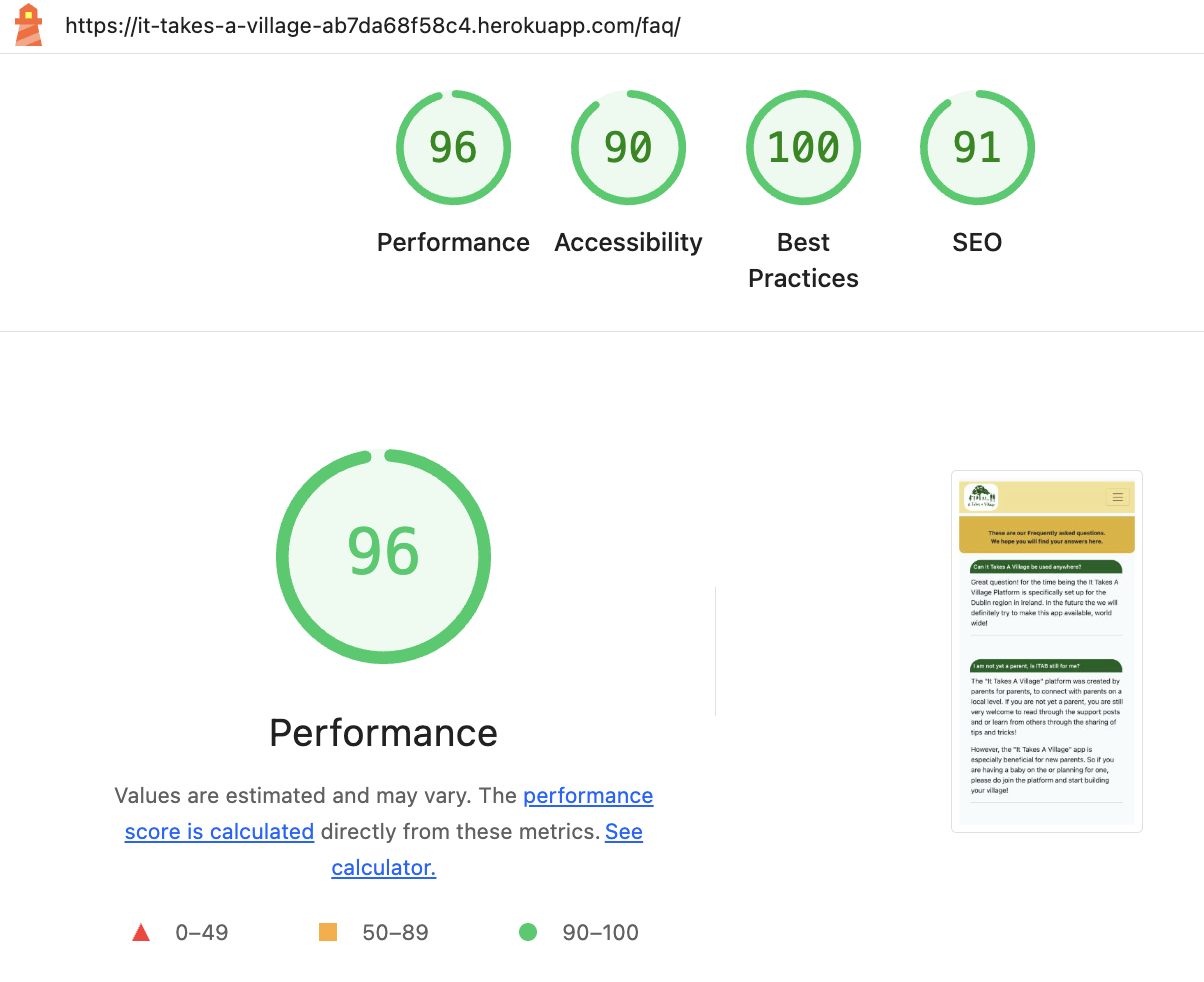 https://it-takes-a-village-ab7da68f58c4.herokuapp.com/faq/
96
90
100
91
Performance
Accessibility
Best
Practices
SEO
96
Performance
Values are estimated and may vary. The performance
score is calculated directly from these metrics. See
calculator.
0–49
50–89
90–100
It Takes a Village
These are our Frequently asked questions.
We hope you will find your answers here.
Can It Takes A Village be used anywhere?
Great question! for the time being the It Takes A
Village Platform is specifically set up for the
Dublin region in Ireland. In the future the we will
definitely try to make this app available, world
wide!
I am not yet a parent, is ITAB still for me?
The "It Takes A Village" platform was created by
parents for parents, to connect with parents on a
local level. If you are not yet a parent, you are still
very welcome to read through the support posts
and or learn from others through the sharing of
tips and tricks!
However, the "It Takes A Village" app is
especially beneficial for new parents. So if you
are having a baby on the or planning for one,
please do join the platform and start building
your village!